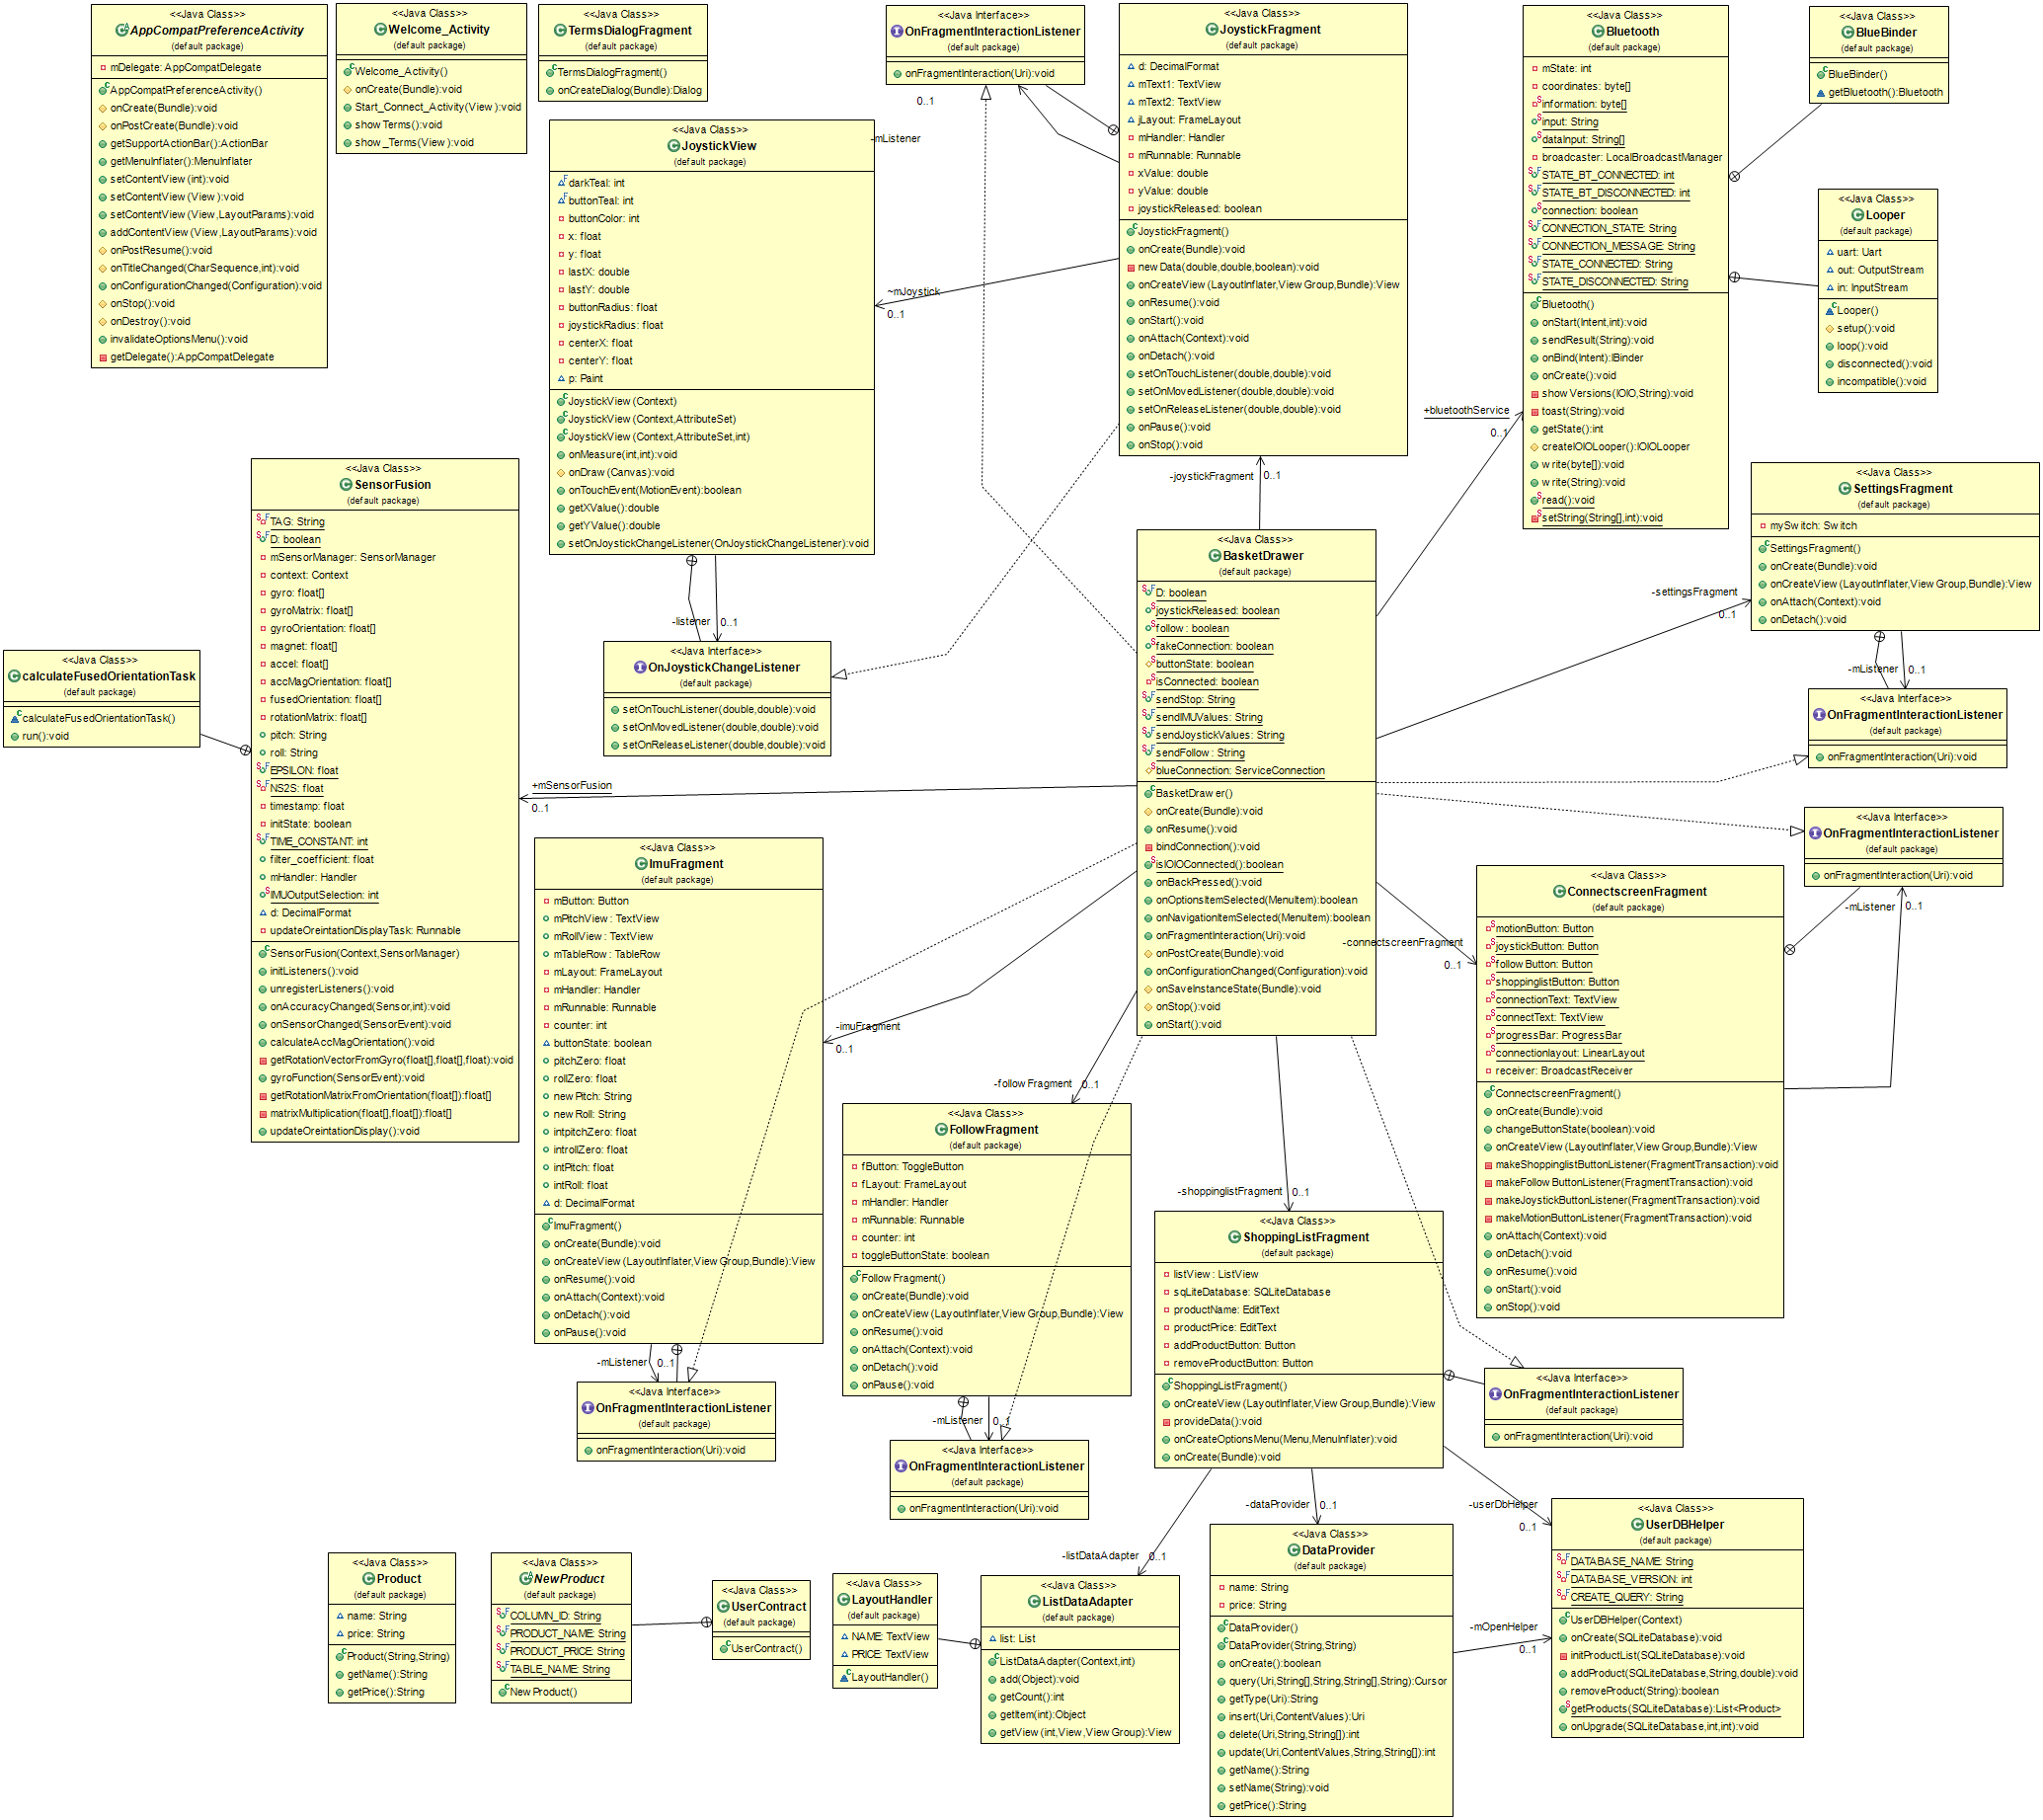 <<Java Class>>
AppCompatPreferenceActivity
(default package)
mDelegate: AppCompatDelegate
AppCompatPreferenceActivity()
onCreate(Bundle):void
onPostCreate(Bundle):void
getSupportActionBar():ActionBar
getMenuInflater():MenuInflater
setContentView(int):void
setContentView(View):void
setContentView(View,LayoutParams):void
addContentView(View,LayoutParams):void
onPostResume():void
onTitleChanged(CharSequence,int):void
onConfigurationChanged(Configuration):void
onStop():void
onDestroy():void
invalidateOptionsMenu():void
getDelegate():AppCompatDelegate
<<Java Class>>
Welcome_Activity
(default package)
Welcome_Activity()
onCreate(Bundle):void
Start_Connect_Activity(View):void
showTerms():void
show_Terms(View):void
<<Java Class>>
TermsDialogFragment
(default package)
TermsDialogFragment()
onCreateDialog(Bundle):Dialog
<<Java Interface>>
OnFragmentInteractionListener
(default package)
onFragmentInteraction(Uri):void
0..1
-mListener
<<Java Class>>
JoystickFragment
(default package)
d: DecimalFormat
mText1: TextView
mText2: TextView
jLayout: FrameLayout
mHandler: Handler
mRunnable: Runnable
xValue: double
yValue: double
joystickReleased: boolean
JoystickFragment()
onCreate(Bundle):void
newData(double,double,boolean):void
onCreateView(LayoutInflater,ViewGroup,Bundle):View
onResume():void
onStart():void
onAttach(Context):void
onDetach():void
setOnTouchListener(double,double):void
setOnMovedListener(double,double):void
setOnReleaseListener(double,double):void
onPause():void
onStop():void
<<Java Class>>
Bluetooth
(default package)
mState: int
coordinates: byte[]
information: byte[]
input: String
dataInput: String[]
broadcaster: LocalBroadcastManager
STATE_BT_CONNECTED: int
STATE_BT_DISCONNECTED: int
connection: boolean
CONNECTION_STATE: String
CONNECTION_MESSAGE: String
STATE_CONNECTED: String
STATE_DISCONNECTED: String
Bluetooth()
onStart(Intent,int):void
sendResult(String):void
onBind(Intent):IBinder
onCreate():void
showVersions(IOIO,String):void
toast(String):void
getState():int
createIOIOLooper():IOIOLooper
write(byte[]):void
write(String):void
read():void
setString(String[],int):void
<<Java Class>>
BlueBinder
(default package)
BlueBinder()
getBluetooth():Bluetooth
<<Java Class>>
Looper
(default package)
uart: Uart
out: OutputStream
in: InputStream
Looper()
setup():void
loop():void
disconnected():void
incompatible():void
<<Java Class>>
JoystickView
(default package)
darkTeal: int
buttonTeal: int
buttonColor: int
x: float
y: float
lastX: double
lastY: double
buttonRadius: float
joystickRadius: float
centerX: float
centerY: float
p: Paint
JoystickView(Context)
JoystickView(Context,AttributeSet)
JoystickView(Context,AttributeSet,int)
onMeasure(int,int):void
onDraw(Canvas):void
onTouchEvent(MotionEvent):boolean
getXValue():double
getYValue():double
setOnJoystickChangeListener(OnJoystickChangeListener):void
~mJoystick
0..1
-joystickFragment
0..1
+bluetoothService
0..1
<<Java Class>>
SensorFusion
(default package)
TAG: String
D: boolean
mSensorManager: SensorManager
context: Context
gyro: float[]
gyroMatrix: float[]
gyroOrientation: float[]
magnet: float[]
accel: float[]
accMagOrientation: float[]
fusedOrientation: float[]
rotationMatrix: float[]
pitch: String
roll: String
EPSILON: float
NS2S: float
timestamp: float
initState: boolean
TIME_CONSTANT: int
filter_coefficient: float
mHandler: Handler
IMUOutputSelection: int
d: DecimalFormat
updateOreintationDisplayTask: Runnable
SensorFusion(Context,SensorManager)
initListeners():void
unregisterListeners():void
onAccuracyChanged(Sensor,int):void
onSensorChanged(SensorEvent):void
calculateAccMagOrientation():void
getRotationVectorFromGyro(float[],float[],float):void
gyroFunction(SensorEvent):void
getRotationMatrixFromOrientation(float[]):float[]
matrixMultiplication(float[],float[]):float[]
updateOreintationDisplay():void
<<Java Class>>
calculateFusedOrientationTask
(default package)
calculateFusedOrientationTask()
run():void
-listener
0..1
<<Java Interface>>
OnJoystickChangeListener
(default package)
setOnTouchListener(double,double):void
setOnMovedListener(double,double):void
setOnReleaseListener(double,double):void
+mSensorFusion
0..1
<<Java Class>>
BasketDrawer
(default package)
D: boolean
joystickReleased: boolean
follow: boolean
fakeConnection: boolean
buttonState: boolean
isConnected: boolean
sendStop: String
sendIMUValues: String
sendJoystickValues: String
sendFollow: String
blueConnection: ServiceConnection
BasketDrawer()
onCreate(Bundle):void
onResume():void
bindConnection():void
isIOIOConnected():boolean
onBackPressed():void
onOptionsItemSelected(MenuItem):boolean
onNavigationItemSelected(MenuItem):boolean
onFragmentInteraction(Uri):void
onPostCreate(Bundle):void
onConfigurationChanged(Configuration):void
onSaveInstanceState(Bundle):void
onStop():void
onStart():void
<<Java Class>>
SettingsFragment
(default package)
mySwitch: Switch
SettingsFragment()
onCreate(Bundle):void
onCreateView(LayoutInflater,ViewGroup,Bundle):View
onAttach(Context):void
onDetach():void
-settingsFragment
0..1
-mListener
0..1
<<Java Interface>>
OnFragmentInteractionListener
(default package)
onFragmentInteraction(Uri):void
<<Java Interface>>
OnFragmentInteractionListener
(default package)
onFragmentInteraction(Uri):void
-mListener
0..1
<<Java Class>>
ConnectscreenFragment
(default package)
motionButton: Button
joystickButton: Button
followButton: Button
shoppinglistButton: Button
connectionText: TextView
connectText: TextView
progressBar: ProgressBar
connectionlayout: LinearLayout
receiver: BroadcastReceiver
ConnectscreenFragment()
onCreate(Bundle):void
changeButtonState(boolean):void
onCreateView(LayoutInflater,ViewGroup,Bundle):View
makeShoppinglistButtonListener(FragmentTransaction):void
makeFollowButtonListener(FragmentTransaction):void
makeJoystickButtonListener(FragmentTransaction):void
makeMotionButtonListener(FragmentTransaction):void
onAttach(Context):void
onDetach():void
onResume():void
onStart():void
onStop():void
-connectscreenFragment
0..1
<<Java Class>>
ImuFragment
(default package)
mButton: Button
mPitchView: TextView
mRollView: TextView
mTableRow: TableRow
mLayout: FrameLayout
mHandler: Handler
mRunnable: Runnable
counter: int
buttonState: boolean
pitchZero: float
rollZero: float
newPitch: String
newRoll: String
intpitchZero: float
introllZero: float
intPitch: float
intRoll: float
d: DecimalFormat
ImuFragment()
onCreate(Bundle):void
onCreateView(LayoutInflater,ViewGroup,Bundle):View
onResume():void
onAttach(Context):void
onDetach():void
onPause():void
-imuFragment
0..1
-mListener
0..1
<<Java Interface>>
OnFragmentInteractionListener
(default package)
onFragmentInteraction(Uri):void
-followFragment
0..1
<<Java Class>>
FollowFragment
(default package)
fButton: ToggleButton
fLayout: FrameLayout
mHandler: Handler
mRunnable: Runnable
counter: int
toggleButtonState: boolean
FollowFragment()
onCreate(Bundle):void
onCreateView(LayoutInflater,ViewGroup,Bundle):View
onResume():void
onAttach(Context):void
onDetach():void
onPause():void
-mListener
0..1
<<Java Interface>>
OnFragmentInteractionListener
(default package)
onFragmentInteraction(Uri):void
-shoppinglistFragment
0..1
<<Java Class>>
ShoppingListFragment
(default package)
listView: ListView
sqLiteDatabase: SQLiteDatabase
productName: EditText
productPrice: EditText
addProductButton: Button
removeProductButton: Button
ShoppingListFragment()
onCreateView(LayoutInflater,ViewGroup,Bundle):View
provideData():void
onCreateOptionsMenu(Menu,MenuInflater):void
onCreate(Bundle):void
<<Java Interface>>
OnFragmentInteractionListener
(default package)
onFragmentInteraction(Uri):void
-listDataAdapter
0..1
-dataProvider
0..1
-userDbHelper
0..1
<<Java Class>>
Product
(default package)
name: String
price: String
Product(String,String)
getName():String
getPrice():String
<<Java Class>>
NewProduct
(default package)
COLUMN_ID: String
PRODUCT_NAME: String
PRODUCT_PRICE: String
TABLE_NAME: String
NewProduct()
<<Java Class>>
UserContract
(default package)
UserContract()
<<Java Class>>
LayoutHandler
(default package)
NAME: TextView
PRICE: TextView
LayoutHandler()
<<Java Class>>
ListDataAdapter
(default package)
list: List
ListDataAdapter(Context,int)
add(Object):void
getCount():int
getItem(int):Object
getView(int,View,ViewGroup):View
<<Java Class>>
DataProvider
(default package)
name: String
price: String
DataProvider()
DataProvider(String,String)
onCreate():boolean
query(Uri,String[],String,String[],String):Cursor
getType(Uri):String
insert(Uri,ContentValues):Uri
delete(Uri,String,String[]):int
update(Uri,ContentValues,String,String[]):int
getName():String
setName(String):void
getPrice():String
-mOpenHelper
0..1
<<Java Class>>
UserDBHelper
(default package)
DATABASE_NAME: String
DATABASE_VERSION: int
CREATE_QUERY: String
UserDBHelper(Context)
onCreate(SQLiteDatabase):void
initProductList(SQLiteDatabase):void
addProduct(SQLiteDatabase,String,double):void
removeProduct(String):boolean
getProducts(SQLiteDatabase):List<Product>
onUpgrade(SQLiteDatabase,int,int):void